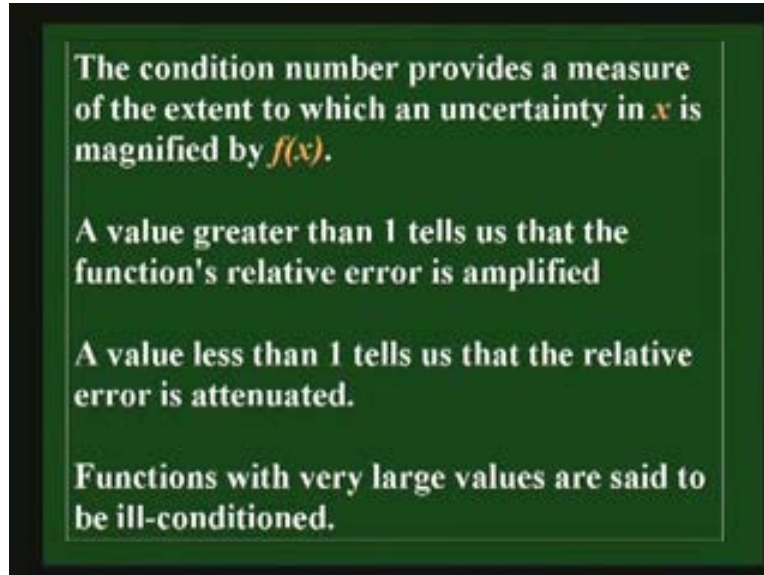 The condition number provides a measure
of the extent to which an uncertainty in x is
magnified by f(x).
A value greater than 1 tells us that the
function's relative error is amplified
A value less than 1 tells us that the relative
error is attenuated.
Functions with very large values are said to
be ill-conditioned.